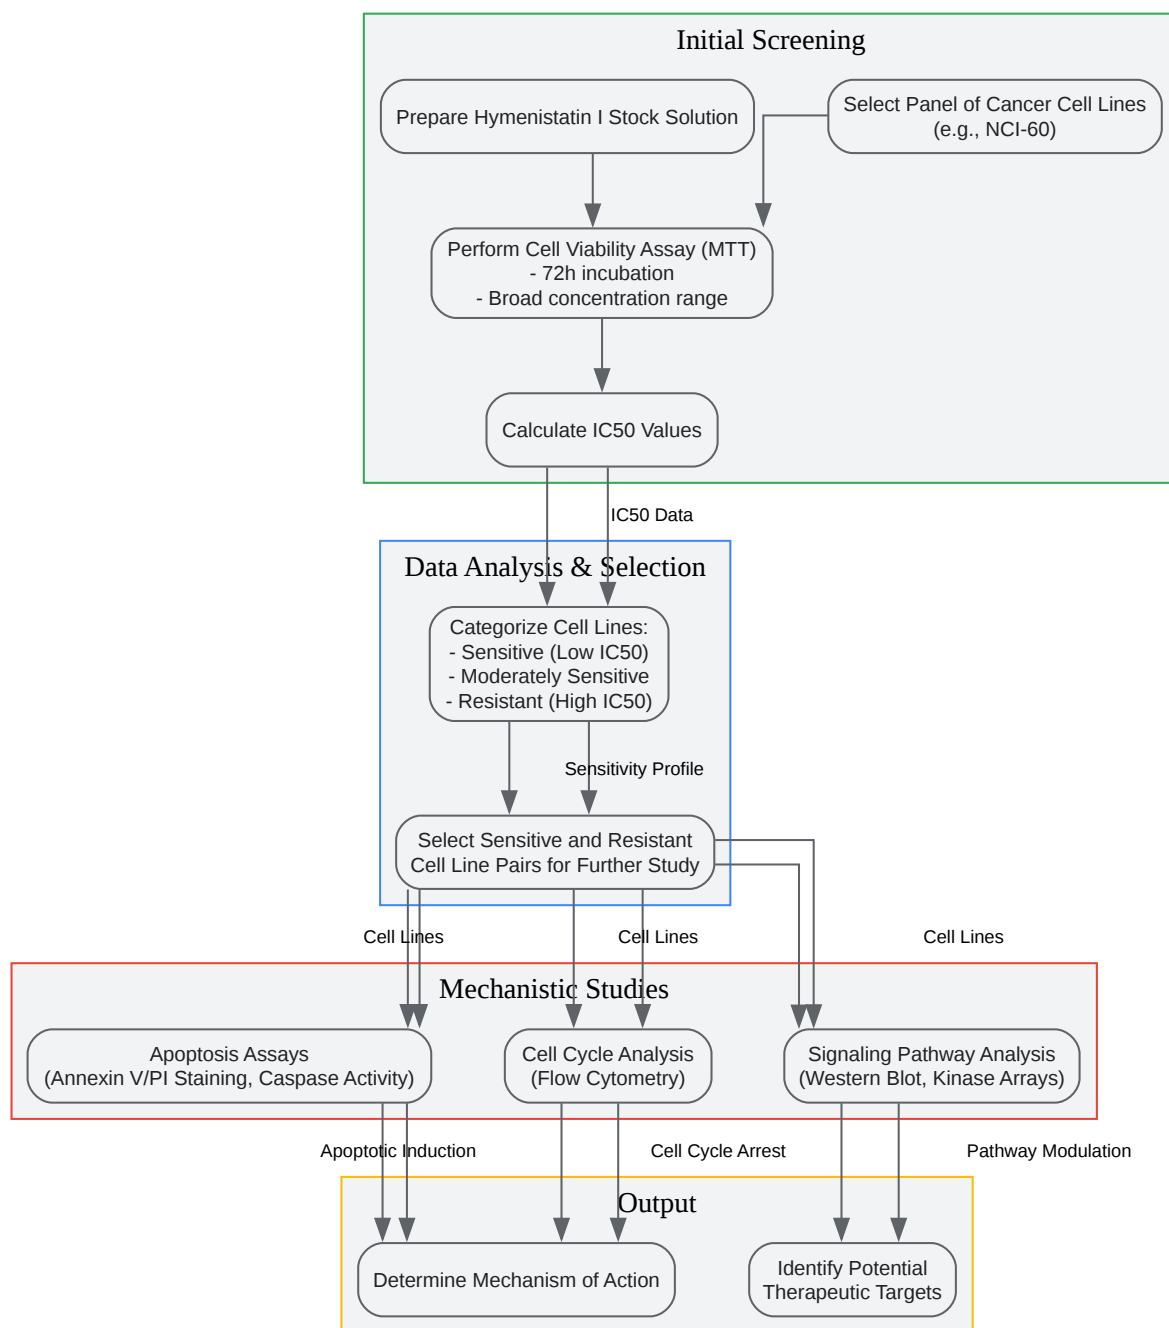 Initial Screening
Prepare Hymenistatin I Stock Solution
Select Panel of Cancer Cell Lines
(e.g., NCI-60)
Perform Cell Viability Assay (MTT)
- 72h incubation
- Broad concentration range
Calculate IC50 Values
IC50 Data
Data Analysis & Selection
Categorize Cell Lines:
- Sensitive (Low IC50)
- Moderately Sensitive
- Resistant (High IC50)
Sensitivity Profile
Select Sensitive and Resistant
Cell Line Pairs for Further Study
Cell Lines
Cell Lines
Cell Lines
Mechanistic Studies
Apoptosis Assays
(Annexin V/PI Staining, Caspase Activity)
Cell Cycle Analysis
(Flow Cytometry)
Signaling Pathway Analysis
(Western Blot, Kinase Arrays)
Apoptotic Induction
Cell Cycle Arrest
Pathway Modulation
Output
Determine Mechanism of Action
Identify Potential
Therapeutic Targets